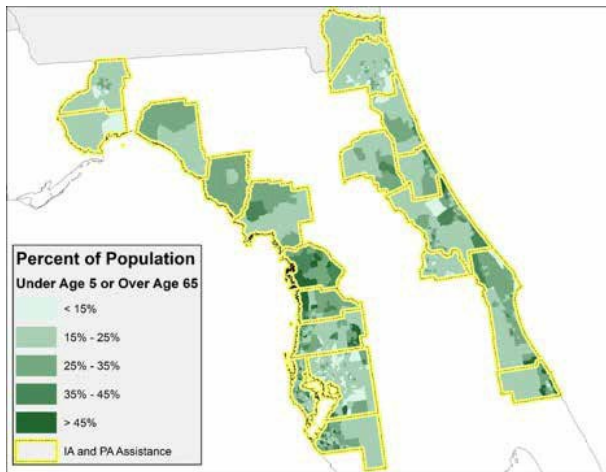 Percent of Population
Under Age 5 or Over Age 65
< 15%
15% - 25%
25% - 35%
35% - 45%
> 45%
IA and PA Assistance